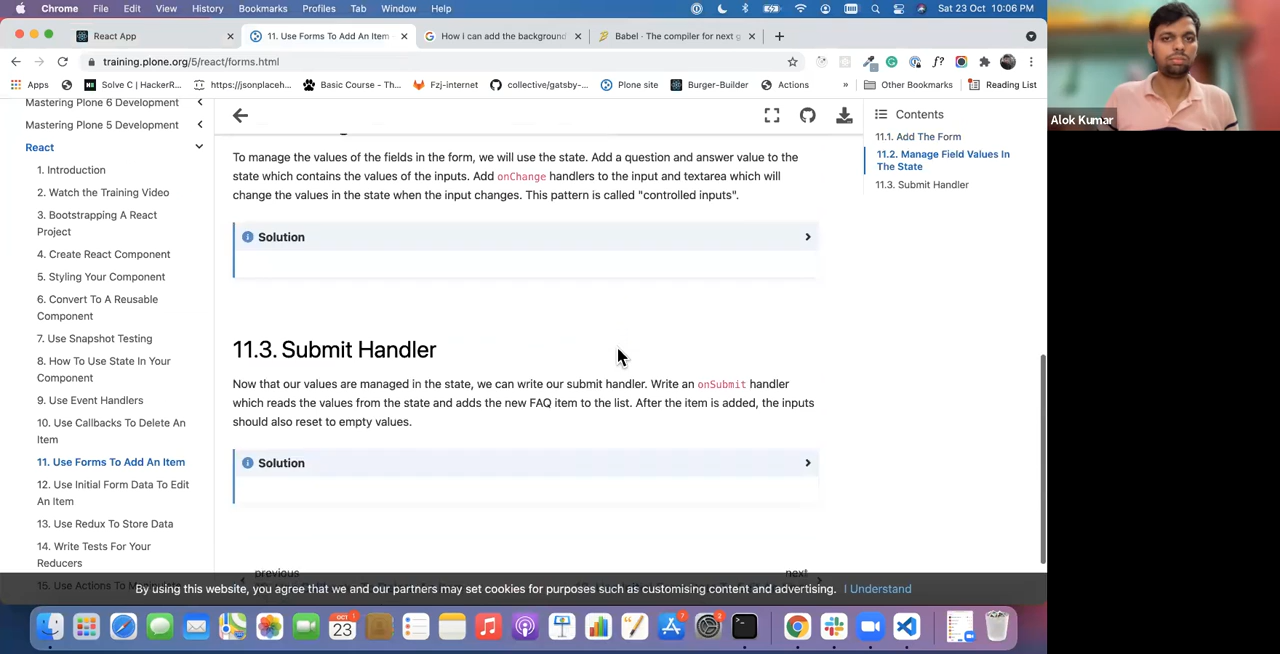 Chrome File Edit View History Bookmarks Profiles Tab Window Help Sat 23 Oct 10:06 PM
React App 11. Use Forms To Add An Item How i can add the background Babel · The compiler for next g
training.plone.org/5/react/forms.html
Apps Solve C | HackerR... https://jsonplaceh... Basic Course - Th... Fzj-internet collective/gatsby-... Plone site Burger-Builder Actions » Other Bookmarks Reading List
Mastering Plone 6 Development
Mastering Plone 5 Development
React
1. Introduction
2. Watch the Training Video
3. Bootstrapping A React
Project
4. Create React Component
5. Styling Your Component
6. Convert To A Reusable
Component
7. Use Snapshot Testing
8. How To Use State In Your
Component
9. Use Event Handlers
10. Use Callbacks To Delete An
Item
11. Use Forms To Add An Item
12. Use Initial Form Data To Edit
An Item
13. Use Redux To Store Data
14. Write Tests For Your
Reducers
15. Use Actions To Manipulate
To manage the values of the fields in the form, we will use the state. Add a question and answer value to the
state which contains the values of the inputs. Add onChange handlers to the input and textarea which will
change the values in the state when the input changes. This pattern is called "controlled inputs".
Solution
11.3. Submit Handler
Now that our values are managed in the state, we can write our submit handler. Write an onSubmit handler
which reads the values from the state and adds the new FAQ item to the list. After the item is added, the inputs
should also reset to empty values.
Solution
previous next
Contents
11.1. Add The Form
11.2. Manage Field Values In
The State
11.3. Submit Handler
By using this website, you agree that we and our partners may set cookies for purposes such as customising content and advertising. I Understand
OCT 1
23
7
2
Alok Kumar